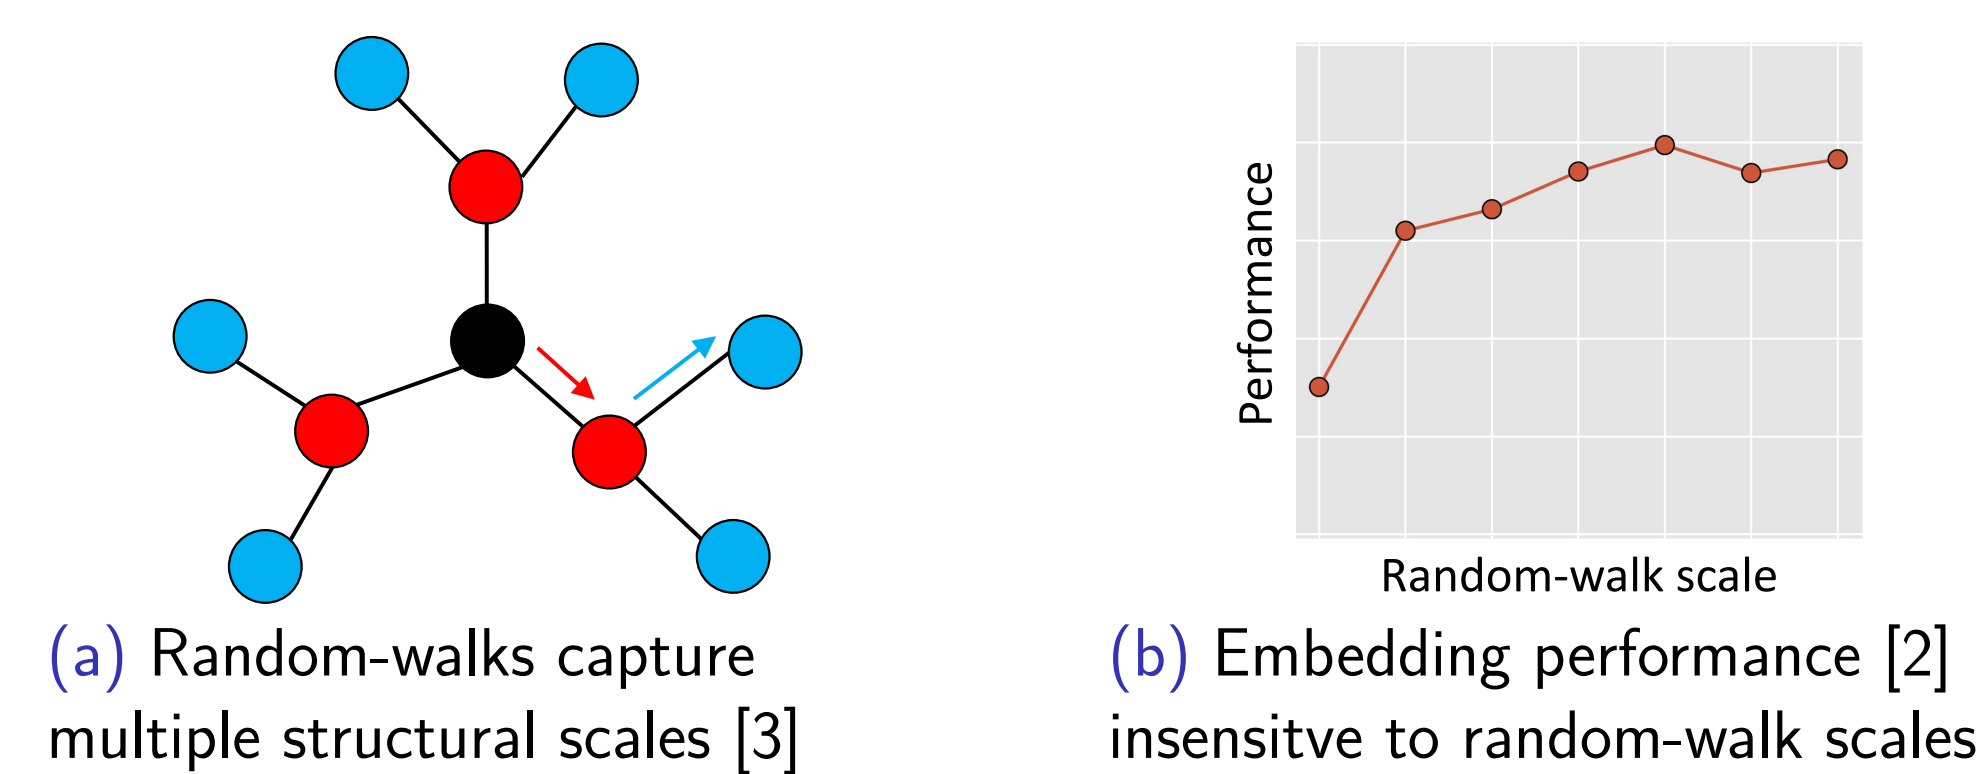 Performance
Random-walk scale
(a) Random-walks capture
multiple structural scales [3]
(b) Embedding performance [2]
insensitve to random-walk scales